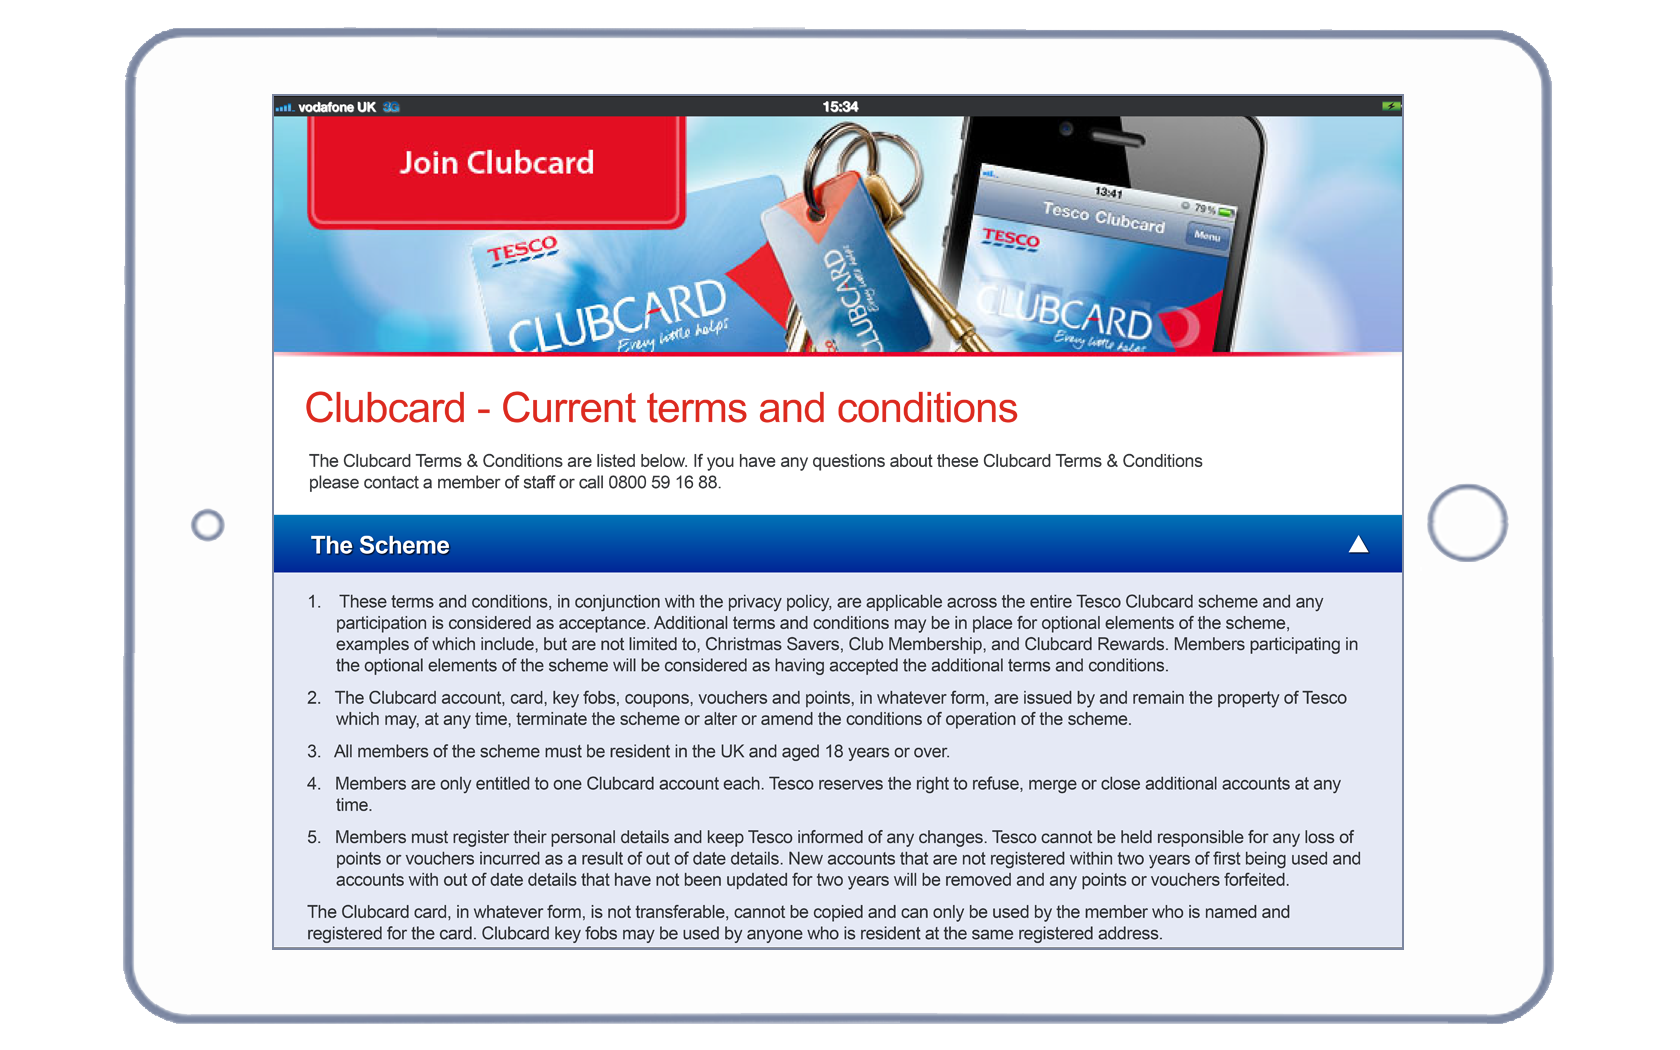 vodafone UK 3G 15:34
Join Clubcard
13:41
79%
Tesco Clubcard
Menu
TESCO
TESCO
CLUBCARD
Every little helps
CLUBCARD
Every little helps
CLUBCARD
Every little helps
Clubcard - Current terms and conditions
The Clubcard Terms & Conditions are listed below. If you have any questions about these Clubcard Terms & Conditions
please contact a member of staff or call 0800 59 16 88.
The Scheme
1. These terms and conditions, in conjunction with the privacy policy, are applicable across the entire Tesco Clubcard scheme and any
participation is considered as acceptance. Additional terms and conditions may be in place for optional elements of the scheme,
examples of which include, but are not limited to, Christmas Savers, Club Membership, and Clubcard Rewards. Members participating in
the optional elements of the scheme will be considered as having accepted the additional terms and conditions.
2. The Clubcard account, card, key fobs, coupons, vouchers and points, in whatever form, are issued by and remain the property of Tesco
which may, at any time, terminate the scheme or alter or amend the conditions of operation of the scheme.
3. All members of the scheme must be resident in the UK and aged 18 years or over.
4. Members are only entitled to one Clubcard account each. Tesco reserves the right to refuse, merge or close additional accounts at any
time.
5. Members must register their personal details and keep Tesco informed of any changes. Tesco cannot be held responsible for any loss of
points or vouchers incurred as a result of out of date details. New accounts that are not registered within two years of first being used and
accounts with out of date details that have not been updated for two years will be removed and any points or vouchers forfeited.
The Clubcard card, in whatever form, is not transferable, cannot be copied and can only be used by the member who is named and
registered for the card. Clubcard key fobs may be used by anyone who is resident at the same registered address.